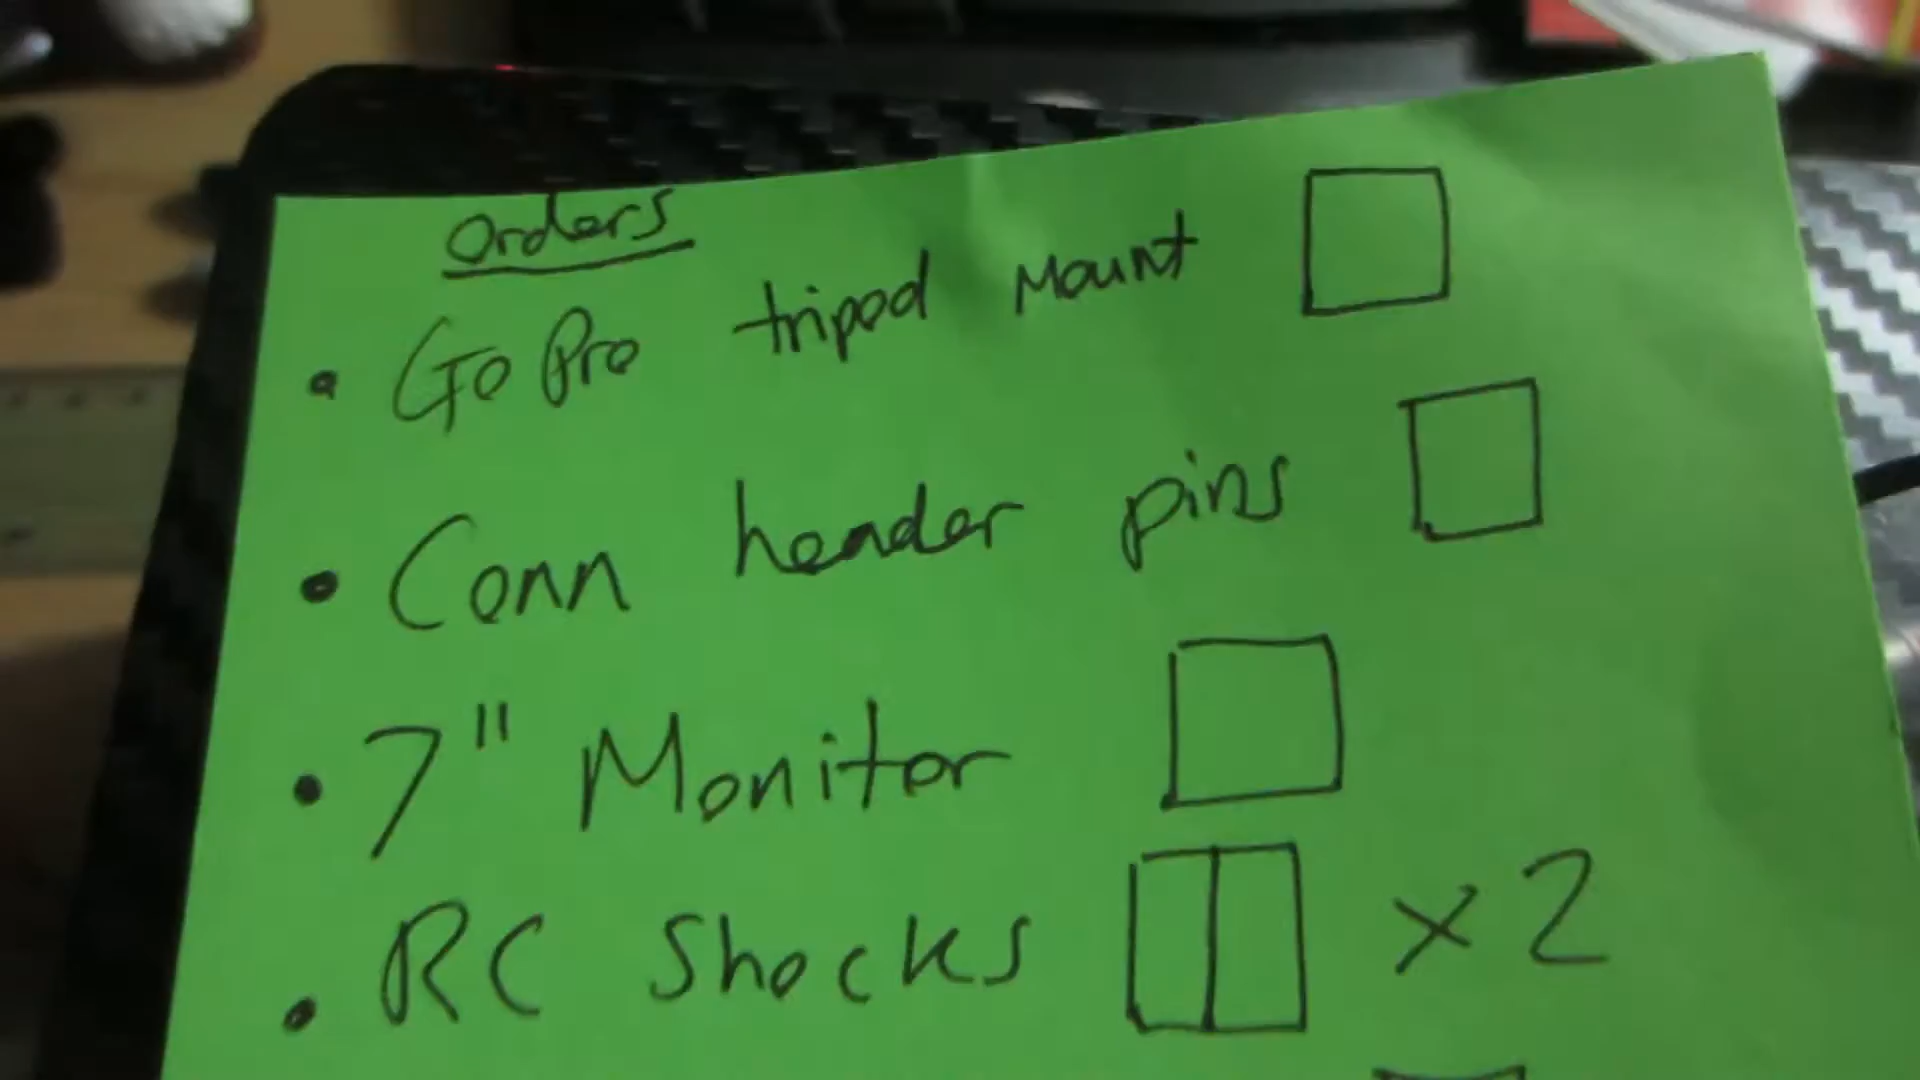 Orders
• GoPro tripod Mount
• Conn header pins
• 7" Monitor
• RC Shocks x2